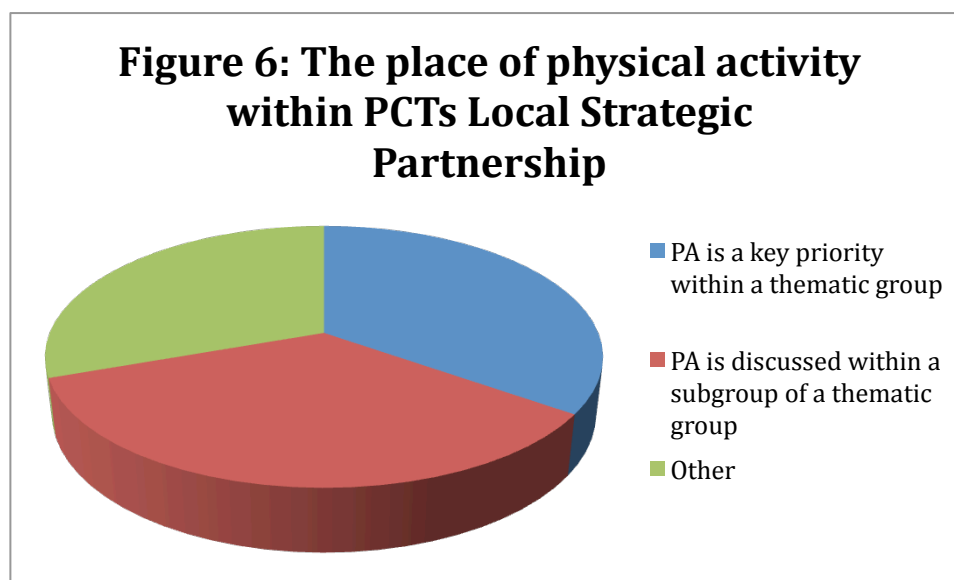 Figure 6: The place of physical activity
within PCTs Local Strategic
Partnership
PA is a key priority
within a thematic group
PA is discussed within a
subgroup of a thematic
group
Other